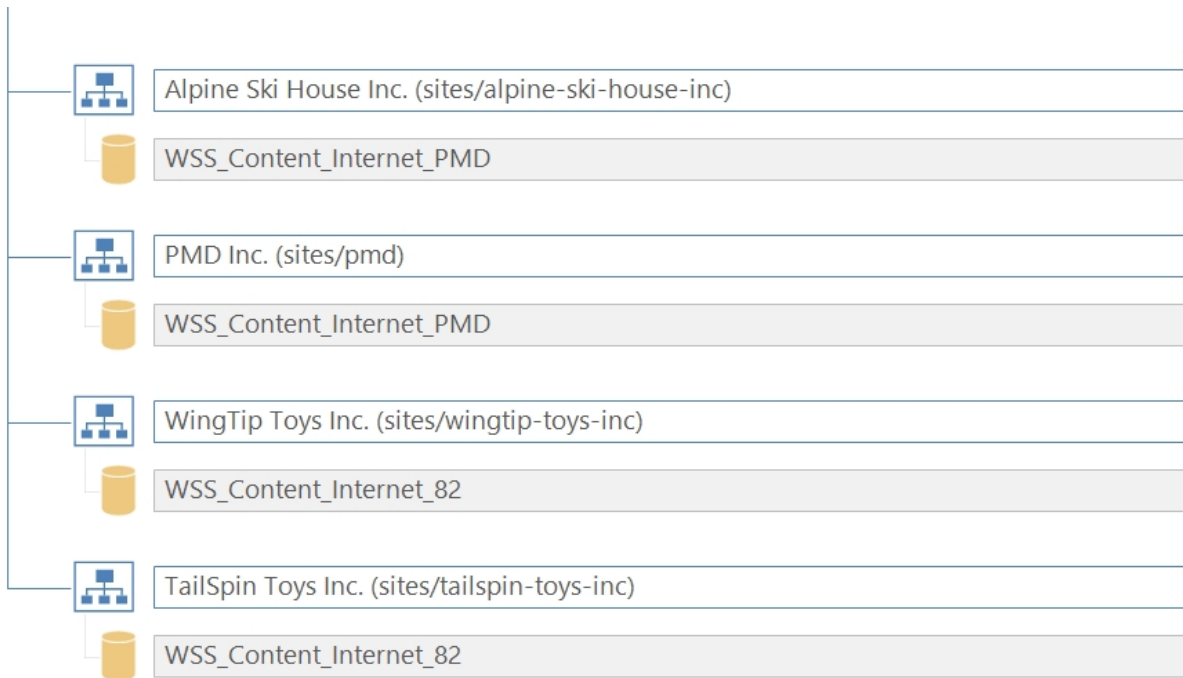 Alpine Ski House Inc. (sites/alpine-ski-house-inc)
WSS_Content_Internet_PMD
PMD Inc. (sites/pmd)
WSS_Content_Internet_PMD
WingTip Toys Inc. (sites/wingtip-toys-inc)
WSS_Content_Internet_82
TailSpin Toys Inc. (sites/tailspin-toys-inc)
WSS_Content_Internet_82